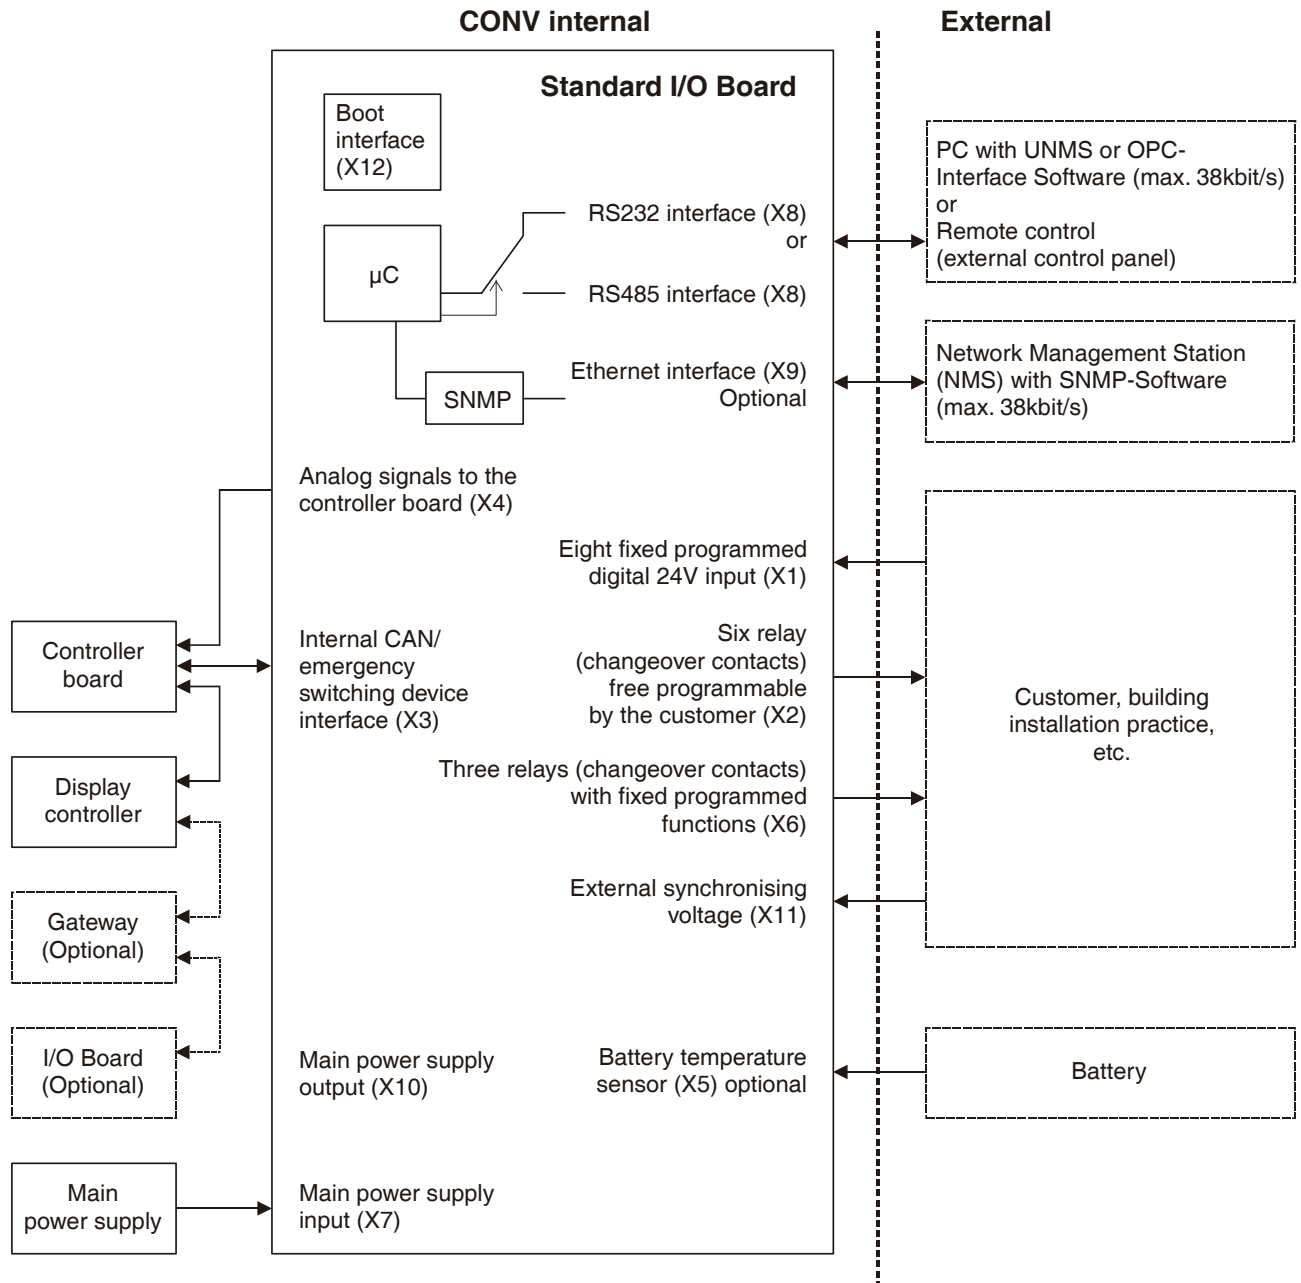 CONV internal
External
Standard I/O Board
Boot
interface
(X12)
PC with UNMS or OPC-
Interface Software (max. 38kbit/s)
or
Remote control
(external control panel)
RS232 interface (X8)
or
µC
RS485 interface (X8)
Network Management Station
(NMS) with SNMP-Software
(max. 38kbit/s)
Ethernet interface (X9)
Optional
SNMP
Analog signals to the
controller board (X4)
Eight fixed programmed
digital 24V input (X1)
Controller
board
Internal CAN/
emergency
switching device
interface (X3)
Six relay
(changeover contacts)
free programmable
by the customer (X2)
Customer, building
installation practice,
etc.
Display
controller
Three relays (changeover contacts)
with fixed programmed
functions (X6)
Gateway
(Optional)
External synchronising
voltage (X11)
I/O Board
(Optional)
Main power supply
output (X10)
Battery temperature
sensor (X5) optional
Battery
Main
power supply
Main power supply
input (X7)